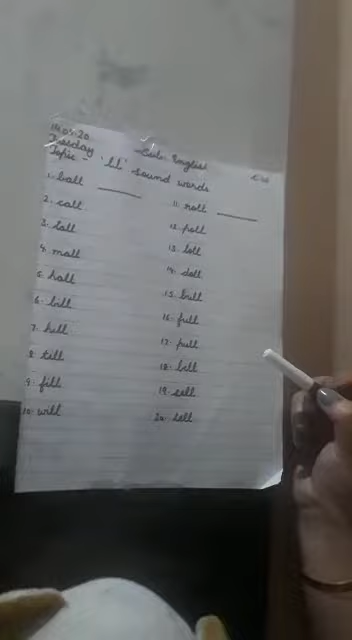 Tuesday Sub: English C.W
Topic - 'll' sound words
1. ball
2. call
3. tall
4. mall
5. hall
6. bill
7. hill
8. till
9. fill
10. will
11. roll
12. poll
13. toll
14. doll
15. bull
16. full
17. pull
18. bell
19. sell
20. tell